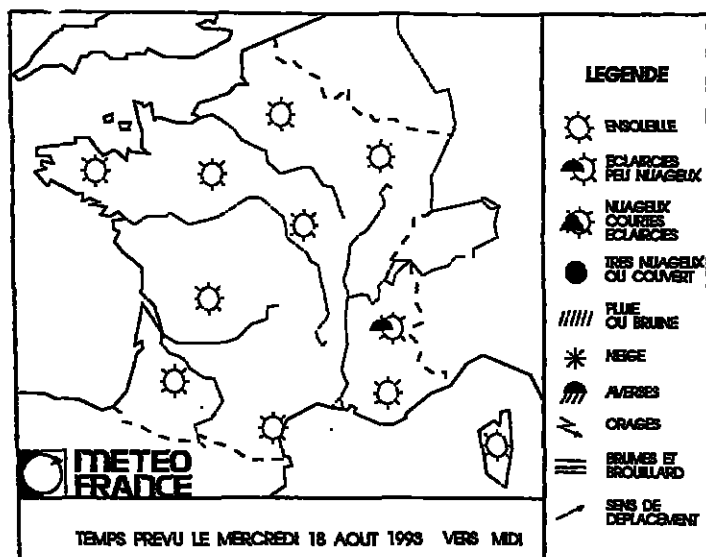 LEGENDE
ENSOLEILLE
ECLAIRCIES
PEU NUAGEUX
NUAGEUX
COURTES
ECLAIRCIES
TRES NUAGEUX
OU COUVERT
PLUIE
OU BRUINE
NEIGE
AVERSES
ORAGES
BRUMES ET
BROUILLARD
SENS DE
DEPLACEMENT
METEO
FRANCE
TEMPS PREVU LE MERCREDI 18 AOUT 1993 VERS MIDI